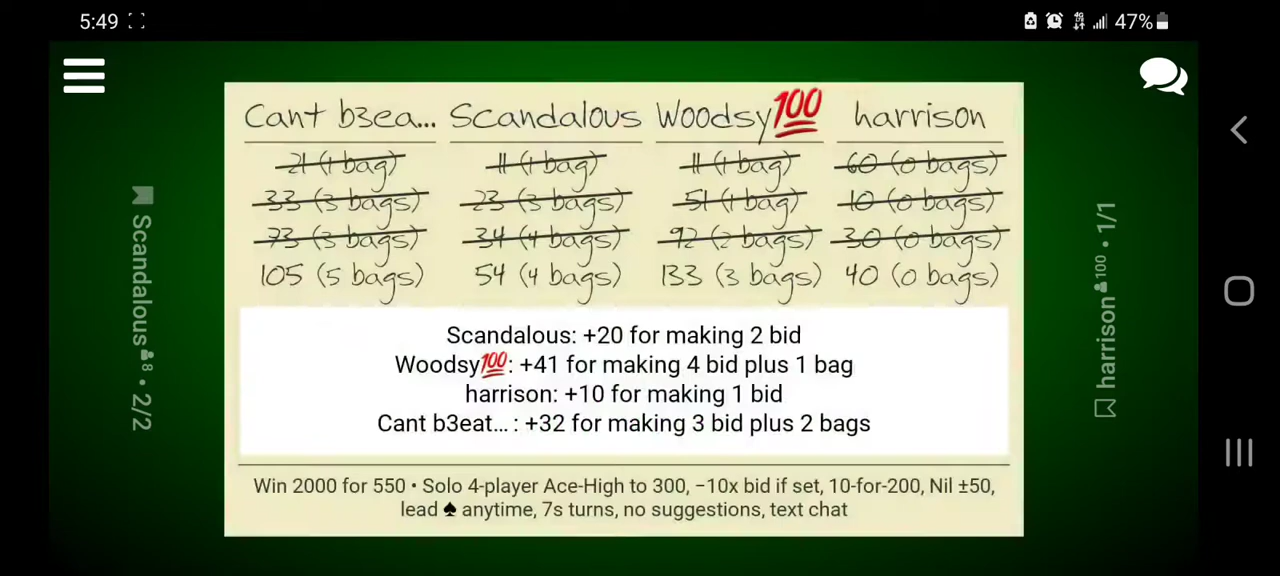 5:49 47%
Cant b3ea... Scandalous Woodsy💯 harrison
21 (1 bag) 11 (1 bag) 11 (1 bag) 60 (0 bags)
33 (3 bags) 23 (3 bags) 51 (1 bag) 10 (0 bags)
73 (3 bags) 34 (4 bags) 92 (2 bags) 30 (0 bags)
105 (5 bags) 54 (4 bags) 133 (3 bags) 40 (0 bags)
Scandalous: +20 for making 2 bid
Woodsy💯: +41 for making 4 bid plus 1 bag
harrison: +10 for making 1 bid
Cant b3eat... : +32 for making 3 bid plus 2 bags
Win 2000 for 550 • Solo 4-player Ace-High to 300, −10x bid if set, 10-for-200, Nil ±50,
lead ♠ anytime, 7s turns, no suggestions, text chat
Scandalous 8 • 2/2
harrison 100 • 1/1